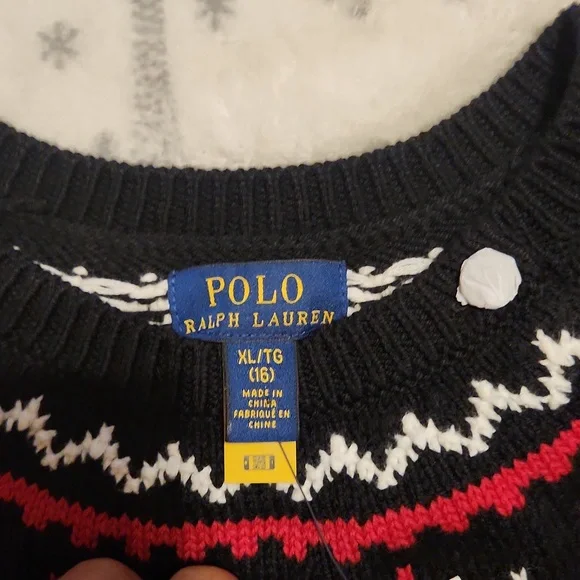 POLO
RALPH LAUREN
XL/TG
(16)
MADE IN
CHINA
FABRIQUÉ EN
CHINE